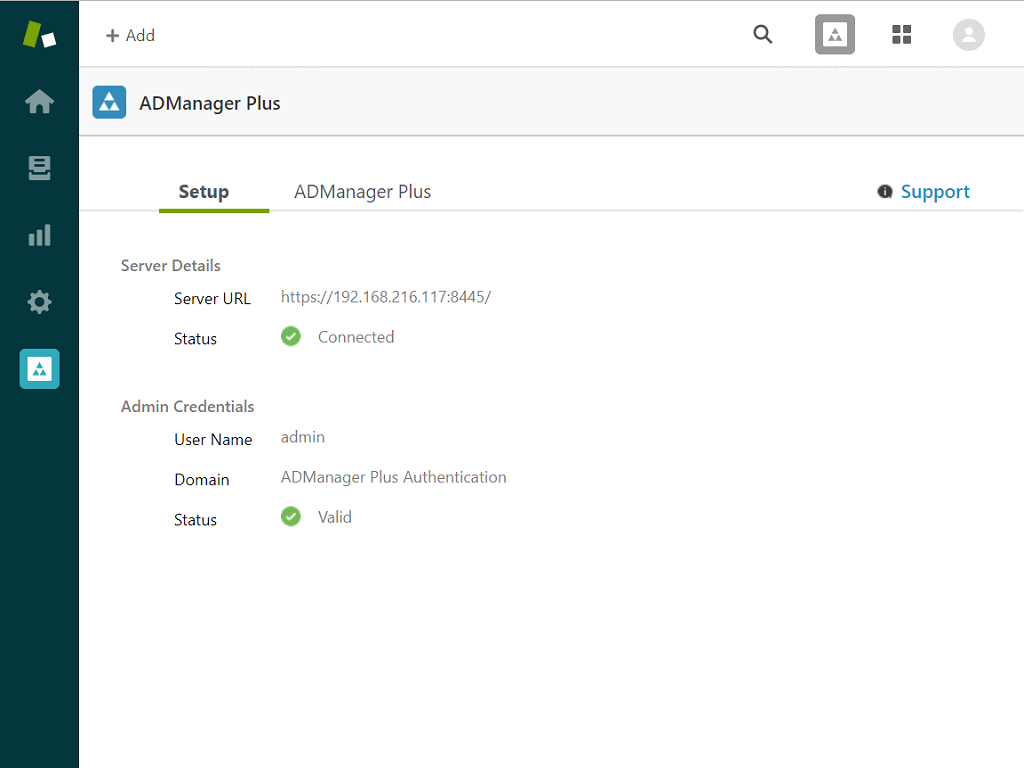 Add
ADManager Plus
Setup
ADManager Plus
Support
Server Details
Server URL
https://192.168.216.117:8445/
Status
Connected
Admin Credentials
User Name
admin
Domain
ADManager Plus Authentication
Status
Valid